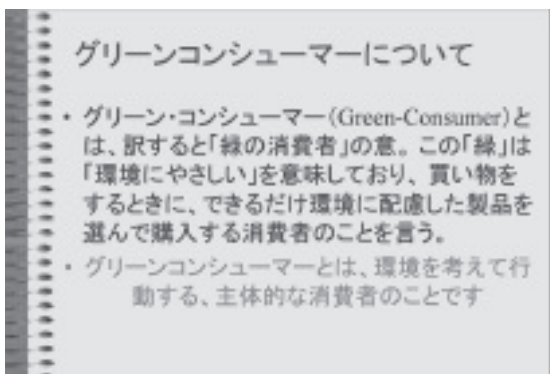 グリーンコンシューマーについて
・ グリーン・コンシューマー（Green-Consumer）と
は、訳すると「緑の消費者」の意。この「緑」は
「環境にやさしい」を意味しており、買い物を
するときに、できるだけ環境に配慮した製品を
選んで購入する消費者のことを言う。
・ グリーンコンシューマーとは、環境を考えて行
動する、主体的な消費者のことです